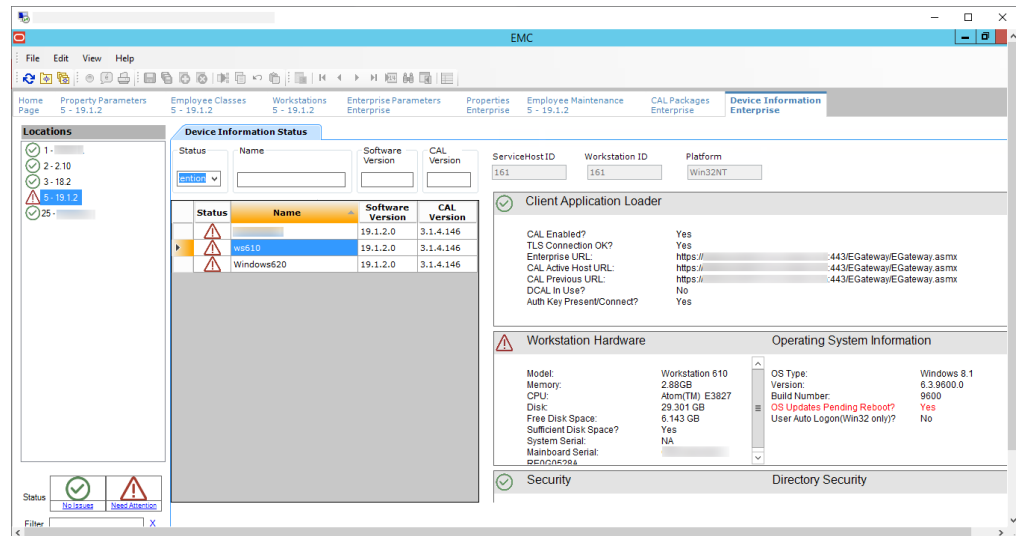 EMC
File Edit View Help
Home Page
Property Parameters 5 - 19.1.2
Employee Classes 5 - 19.1.2
Workstations 5 - 19.1.2
Enterprise Parameters Enterprise
Properties Enterprise
Employee Maintenance 5 - 19.1.2
CAL Packages Enterprise
Device Information Enterprise
Locations
1 -
2 - 2.10
3 - 18.2
5 - 19.1.2
25 -
Status
No Issues
Need Attention
Filter
X
Device Information Status
Status
ention
Name
Software Version
CAL Version
Status Name Software Version CAL Version
19.1.2.0 3.1.4.146
ws610 19.1.2.0 3.1.4.146
Windows620 19.1.2.0 3.1.4.146
ServiceHostID Workstation ID Platform
161 161 Win32NT
Client Application Loader
CAL Enabled? Yes
TLS Connection OK? Yes
Enterprise URL: https:// :443/EGateway/EGateway.asmx
CAL Active Host URL: https:// :443/EGateway/EGateway.asmx
CAL Previous URL: https:// :443/EGateway/EGateway.asmx
DCAL In Use? No
Auth Key Present/Connect? Yes
Workstation Hardware
Model: Workstation 610
Memory: 2.88GB
CPU: Atom(TM) E3827
Disk: 29.301 GB
Free Disk Space: 6.143 GB
Sufficient Disk Space? Yes
System Serial: NA
Mainboard Serial:
RE0G0528A
Operating System Information
OS Type: Windows 8.1
Version: 6.3.9600.0
Build Number: 9600
OS Updates Pending Reboot? Yes
User Auto Logon(Win32 only)? No
Security
Directory Security